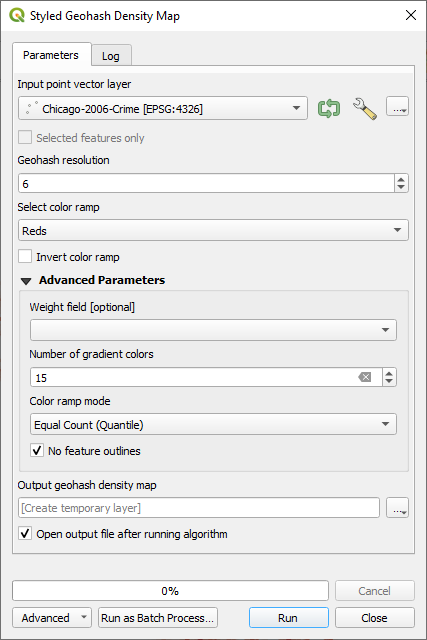 Styled Geohash Density Map
Parameters
Log
Input point vector layer
Chicago-2006-Crime [EPSG:4326]
...
Selected features only
Geohash resolution
6
Select color ramp
Reds
Invert color ramp
Advanced Parameters
Weight field [optional]
Number of gradient colors
15
Color ramp mode
Equal Count (Quantile)
No feature outlines
Output geohash density map
[Create temporary layer]
...
Open output file after running algorithm
0%
Cancel
Advanced
Run as Batch Process...
Run
Close